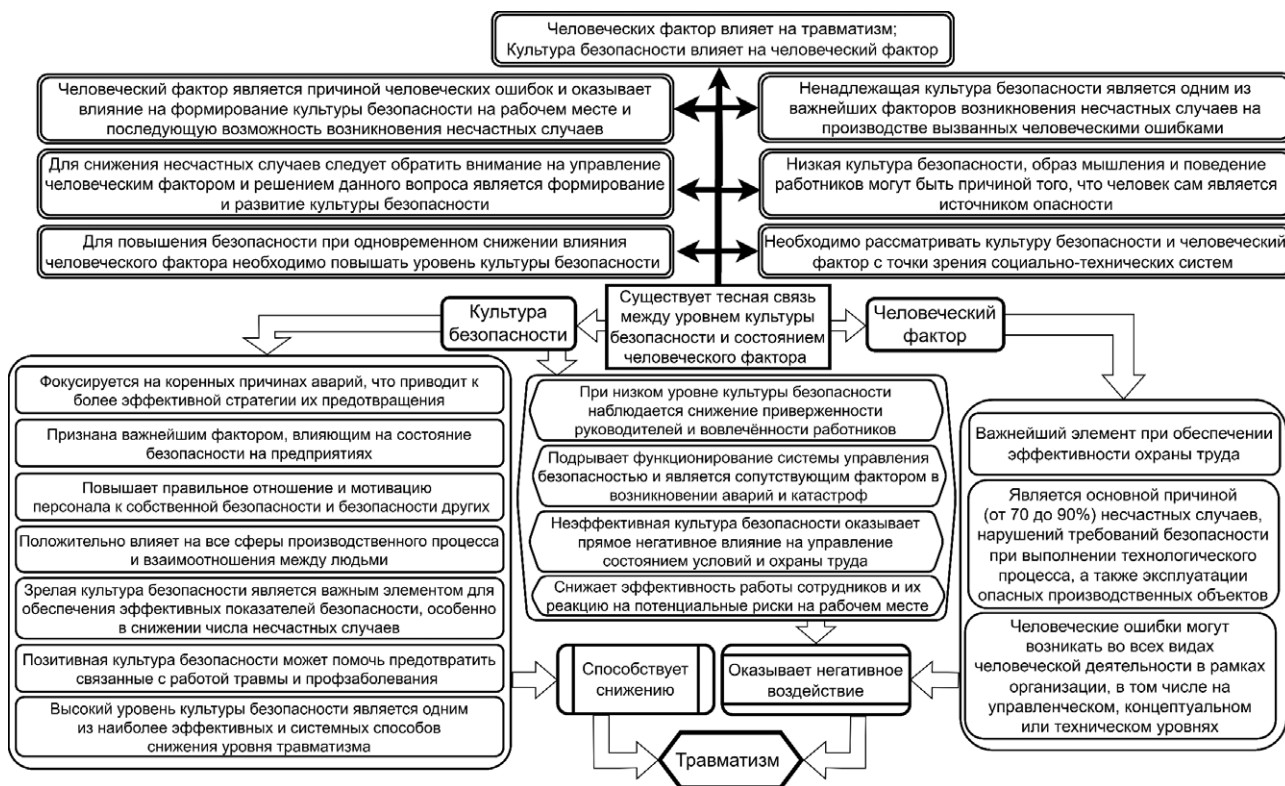 Человеческих фактор влияет на травматизм;
Культура безопасности влияет на человеческий фактор
Человеческий фактор является причиной человеческих ошибок и оказывает
влияние на формирование культуры безопасности на рабочем месте и
последующую возможность возникновения несчастных случаев
Ненадлежащая культура безопасности является одним из
важнейших факторов возникновения несчастных случаев на
производстве вызванных человеческими ошибками
Для снижения несчастных случаев следует обратить внимание на управление
человеческим фактором и решением данного вопроса является формирование
и развитие культуры безопасности
Низкая культура безопасности, образ мышления и поведение
работников могут быть причиной того, что человек сам является
источником опасности
Для повышения безопасности при одновременном снижении влияния
человеческого фактора необходимо повышать уровень культуры безопасности
Необходимо рассматривать культуру безопасности и человеческий
фактор с точки зрения социально-технических систем
Существует тесная связь
между уровнем культуры
безопасности и состоянием
человеческого фактора
Культура
безопасности
Человеческий
фактор
Фокусируется на коренных причинах аварий, что приводит к
более эффективной стратегии их предотвращения
Признана важнейшим фактором, влияющим на состояние
безопасности на предприятиях
Повышает правильное отношение и мотивацию
персонала к собственной безопасности и безопасности других
Положительно влияет на все сферы производственного процесса
и взаимоотношения между людьми
Зрелая культура безопасности является важным элементом для
обеспечения эффективных показателей безопасности, особенно
в снижении числа несчастных случаев
Позитивная культура безопасности может помочь предотвратить
связанные с работой травмы и профзаболевания
Высокий уровень культуры безопасности является одним
из наиболее эффективных и системных способов
снижения уровня травматизма
При низком уровне культуры безопасности
наблюдается снижение приверженности
руководителей и вовлечённости работников
Подрывает функционирование системы управления
безопасностью и является сопутствующим фактором в
возникновении аварий и катастроф
Неэффективная культура безопасности оказывает
прямое негативное влияние на управление
состоянием условий и охраны труда
Снижает эффективность работы сотрудников и их
реакцию на потенциальные риски на рабочем месте
Важнейший элемент при обеспечении
эффективности охраны труда
Является основной причиной
(от 70 до 90%) несчастных случаев,
нарушений требований безопасности
при выполнении технологического
процесса, а также эксплуатации
опасных производственных объектов
Человеческие ошибки могут
возникать во всех видах
человеческой деятельности в рамках
организации, в том числе на
управленческом, концептуальном
или техническом уровнях
Способствует
снижению
Оказывает негативное
воздействие
Травматизм